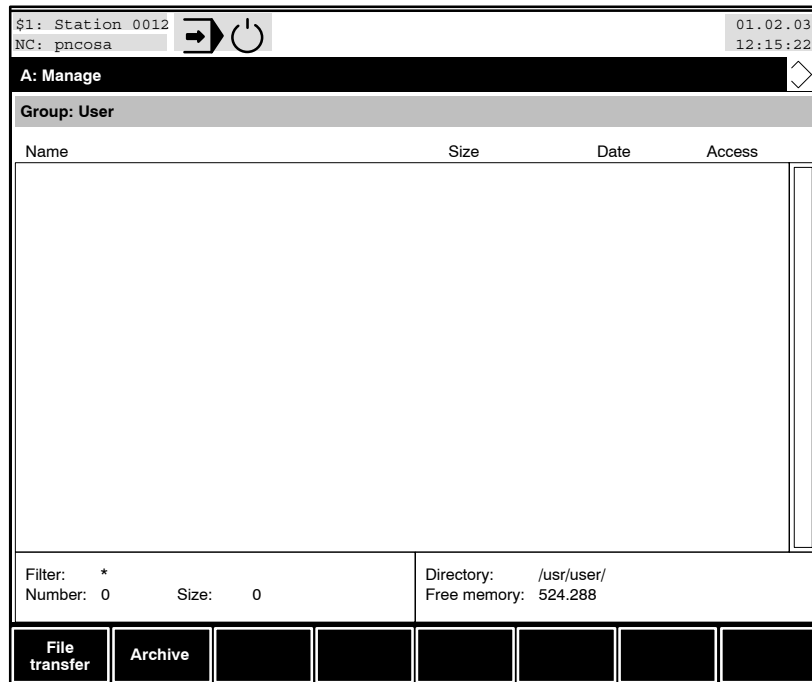 $1: Station 0012
01.02.03
NC: pncosa
12:15:22
A: Manage
Group: User
Name Size Date Access
Filter: *
Number: 0 Size: 0
Directory: /usr/user/
Free memory: 524.288
File transfer
Archive